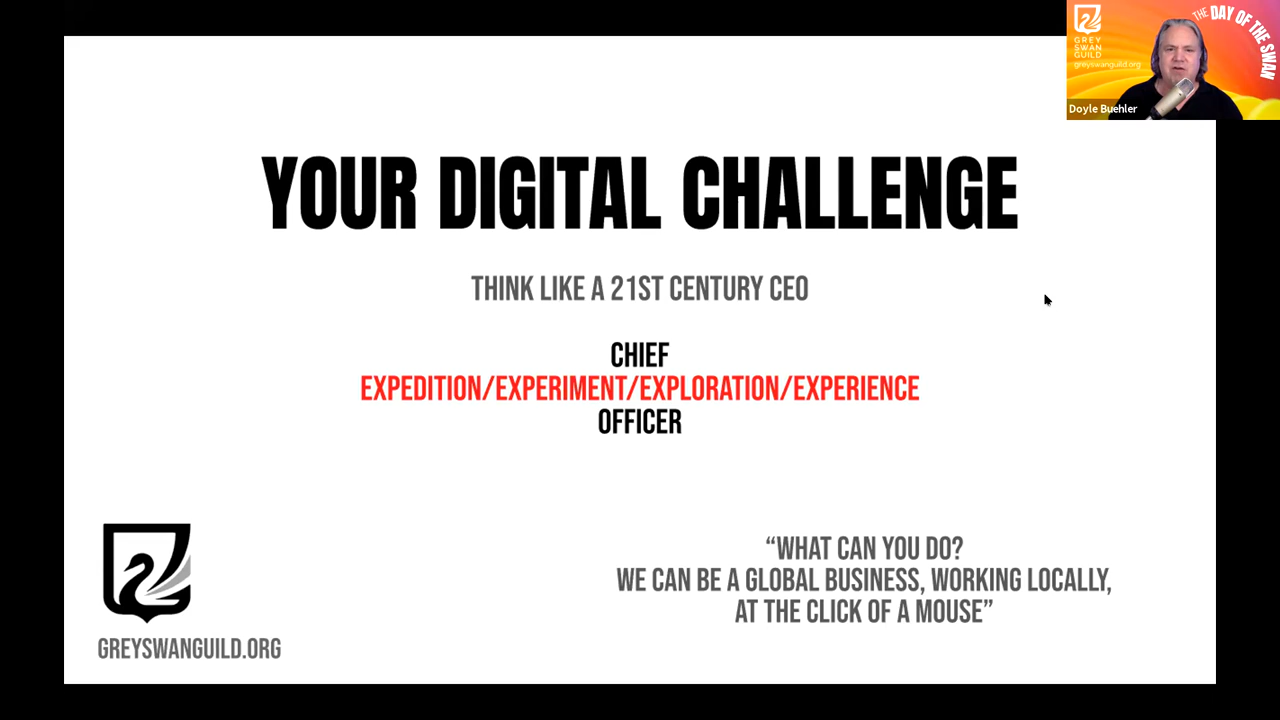 YOUR DIGITAL CHALLENGE
THINK LIKE A 21ST CENTURY CEO
CHIEF
EXPEDITION/EXPERIMENT/EXPLORATION/EXPERIENCE
OFFICER
“WHAT CAN YOU DO?
WE CAN BE A GLOBAL BUSINESS, WORKING LOCALLY,
AT THE CLICK OF A MOUSE”
GREYSWANGUILD.ORG
GREY
SWAN
GUILD
greyswanguild.org
THE DAY OF THE SWAN
Doyle Buehler